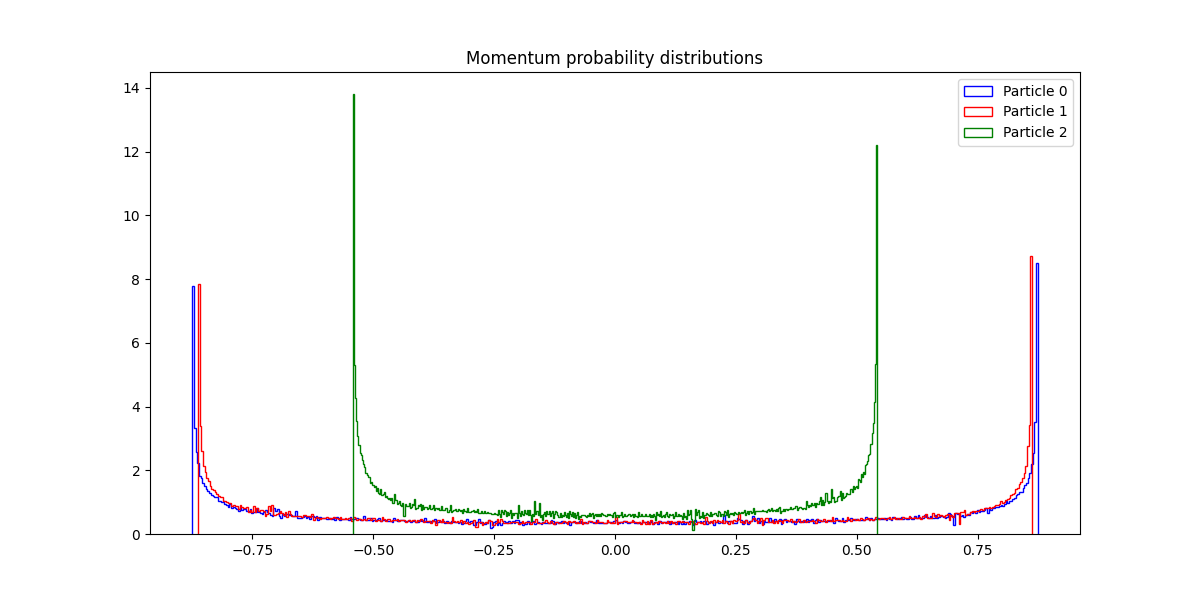 Momentum probability distributions
14
12
10
8
6
4
2
0
Particle 0
Particle 1
Particle 2
−0.75 −0.50 −0.25 0.00 0.25 0.50 0.75